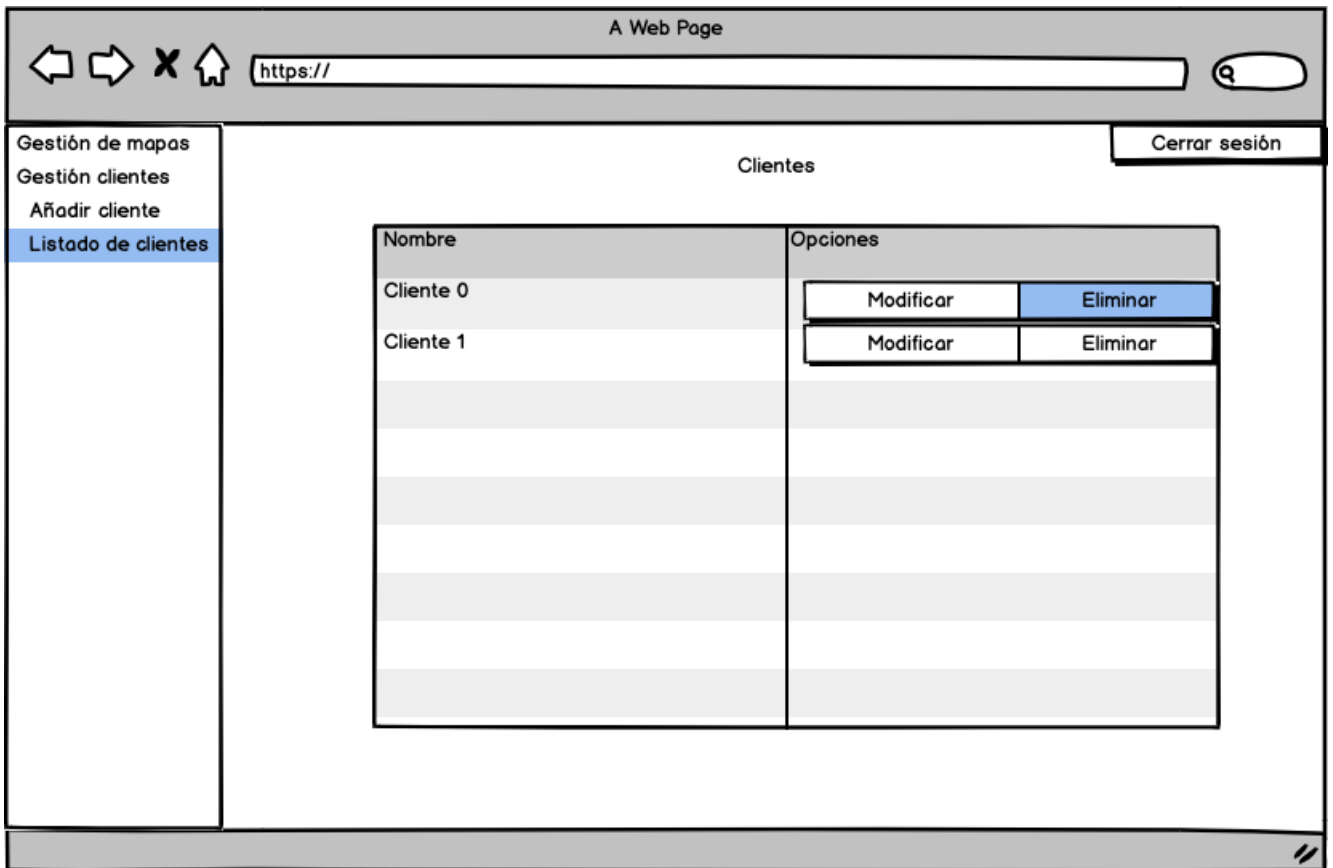 A Web Page
https://
Gestión de mapas
Gestión clientes
Añadir cliente
Listado de clientes
Cerrar sesión
Clientes
Nombre Opciones
Cliente 0 Modificar Eliminar
Cliente 1 Modificar Eliminar